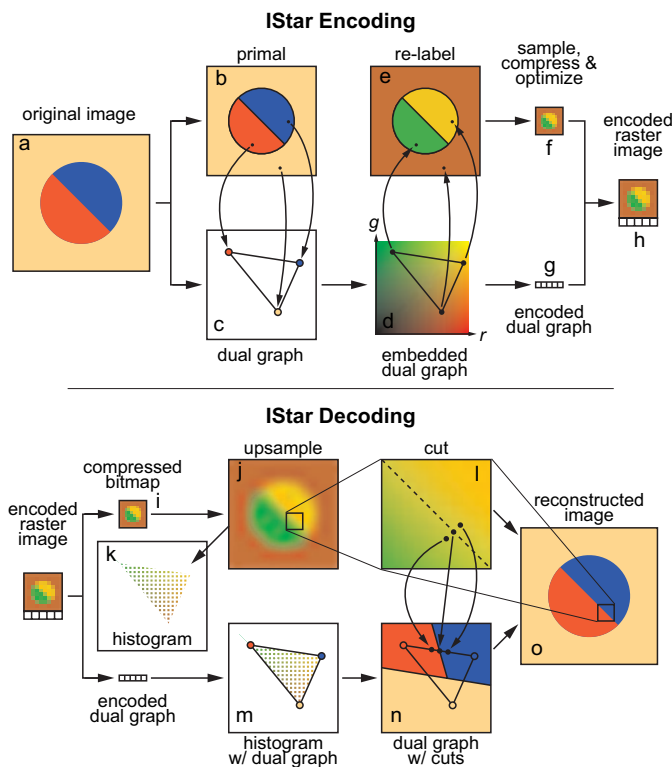 IStar Encoding
original image
a
primal
b
c
dual graph
re-label
e
g
d
r
embedded
dual graph
sample,
compress &
optimize
f
g
encoded
dual graph
encoded
raster
image
h
IStar Decoding
encoded
raster
image
compressed
bitmap
i
k
histogram
encoded
dual graph
upsample
j
m
histogram
w/ dual graph
cut
l
n
dual graph
w/ cuts
reconstructed
image
o